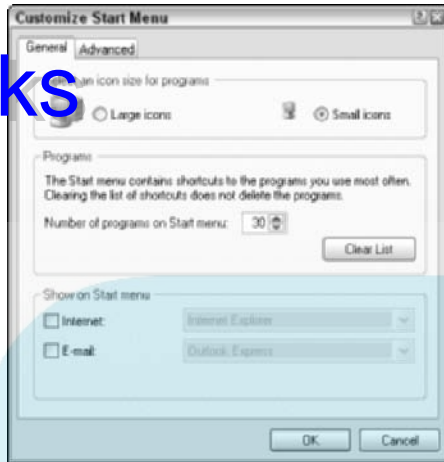 Customize Start Menu
General Advanced
ks
an icon size for programs
Large icons Small icons
Programs
The Start menu contains shortcuts to the programs you use most often.
Clearing the list of shortcuts does not delete the programs.
Number of programs on Start menu: 30
Clear List
Show on Start menu
Internet: Internet Explorer
E-mail: Outlook Express
OK Cancel